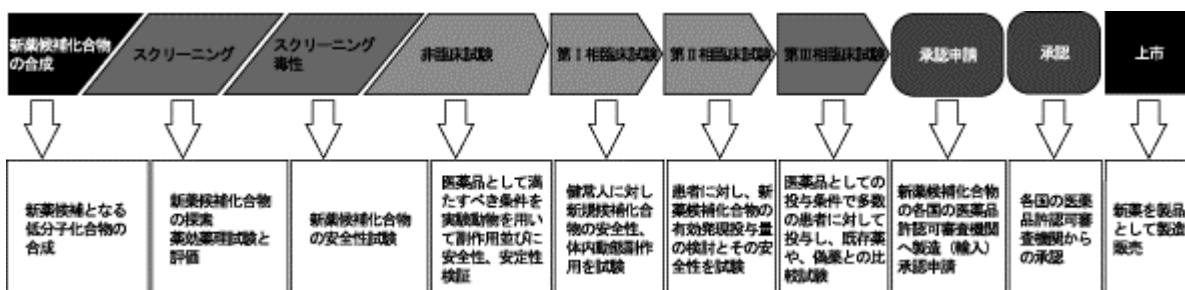 新薬候補化合物
の合成
スクリーニング
スクリーニング
毒性
非臨床試験
第Ⅰ相臨床試験
第Ⅱ相臨床試験
第Ⅲ相臨床試験
承認申請
承認
上市
新薬候補となる
低分子化合物の
合成
新薬候補化合物
の探索
薬効薬理試験と
評価
新薬候補化合物
の安全性試験
医薬品として満
たすべき条件を
実験動物を用い
て副作用並びに
安全性、安定性
検証
健常人に対し
新規候補化合
物の安全性、
体内動態副作
用を試験
患者に対し、新
薬候補化合物の
有効発現投与量
の検討とその安
全性を試験
医薬品としての
投与条件で多数
の患者に対して
投与し、既存薬
や、偽薬との比
較試験
新薬候補化合物
の各国の医薬品
許認可審査機関
へ製造（輸入）
承認申請
各国の医薬
品許認可審
査機関から
の承認
新薬を製品
として製造
販売